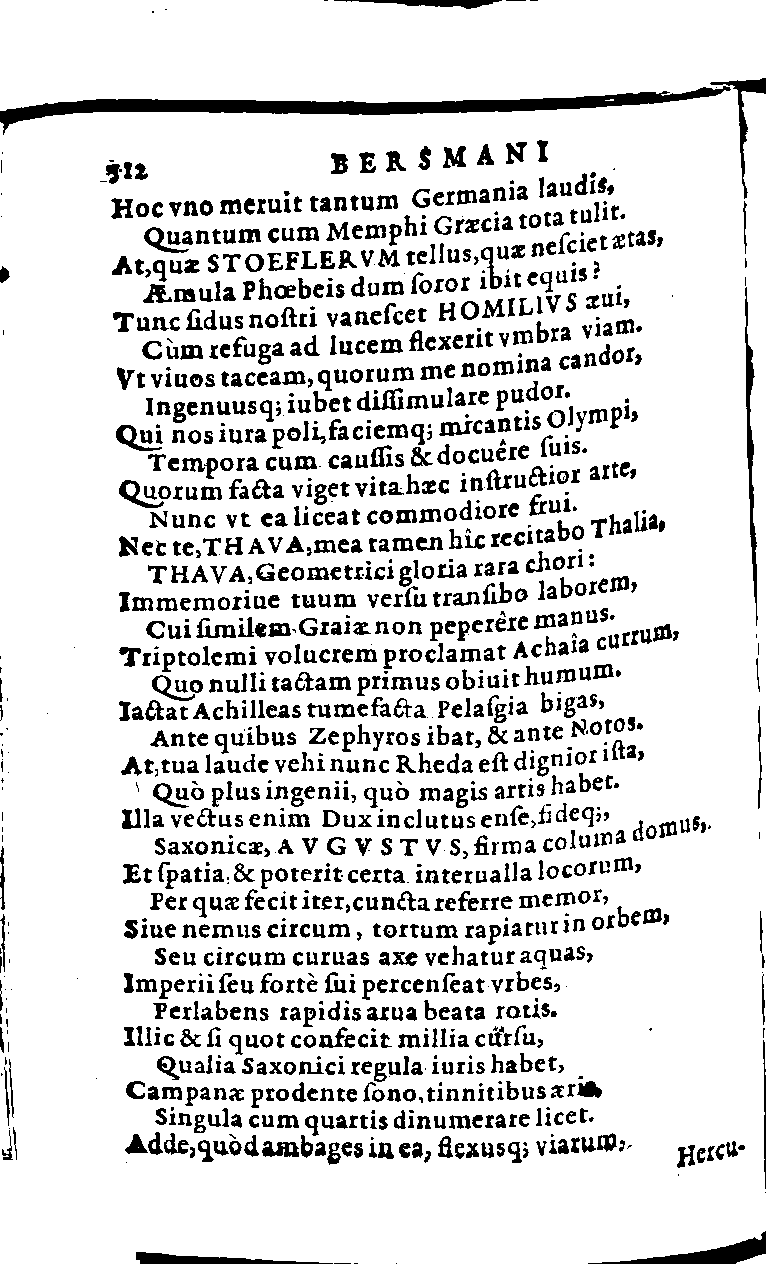 512 BERSMANI
Hoc vno meruit tantum Germania laudis,
Quantum cum Memphi Græcia tota tulit.
At, quæ STOEFLERVM tellus, quæ nesciet ætas,
Æmula Phœbeis dum soror ibit equis?
Tunc sidus nostri vanescet HOMILIVS æui,
Cùm refuga ad lucem flexerit vmbra viam.
Vt viuos taceam, quorum me nomina candor,
Ingenuusq; iubet dissimulare pudor.
Qui nos iura poli, faciemq; micantis Olympi,
Tempora cum caussis & docuêre suis.
Quorum facta viget vita hæc instructior arte,
Nunc vt ea liceat commodiore frui.
Nec te, THAVA, mea tamen hîc recitabo Thalia,
THAVA, Geometrici gloria rara chori:
Immemoriue tuum versu transibo laborem,
Cui similem Graiæ non peperêre manus.
Triptolemi volucrem proclamat Achaîa currum,
Quo nulli tactam primus obiuit humum.
Iactat Achilleas tumefacta Pelasgia bigas,
Ante quibus Zephyros ibat, & ante Notos.
At, tua laude vehi nunc Rheda est dignior ista,
Quò plus ingenii, quò magis artis habet.
Illa vectus enim Dux inclutus ense, fideq;,
Saxonicæ, AVGVSTVS, firma columa domus,
Et spatia, & poterit certa interualla locorum,
Per quæ fecit iter, cuncta referre memor,
Siue nemus circum, tortum rapiatur in orbem,
Seu circum curuas axe vehatur aquas,
Imperii seu fortè sui percenseat vrbes,
Perlabens rapidis arua beata rotis.
Illic & si quot confecit millia cursu,
Qualia Saxonici regula iuris habet,
Campanæ prodente sono, tinnitibus æris,
Singula cum quartis dinumerare licet.
Adde, quòd ambages in ea, flexusq; viarum,
Hercu-